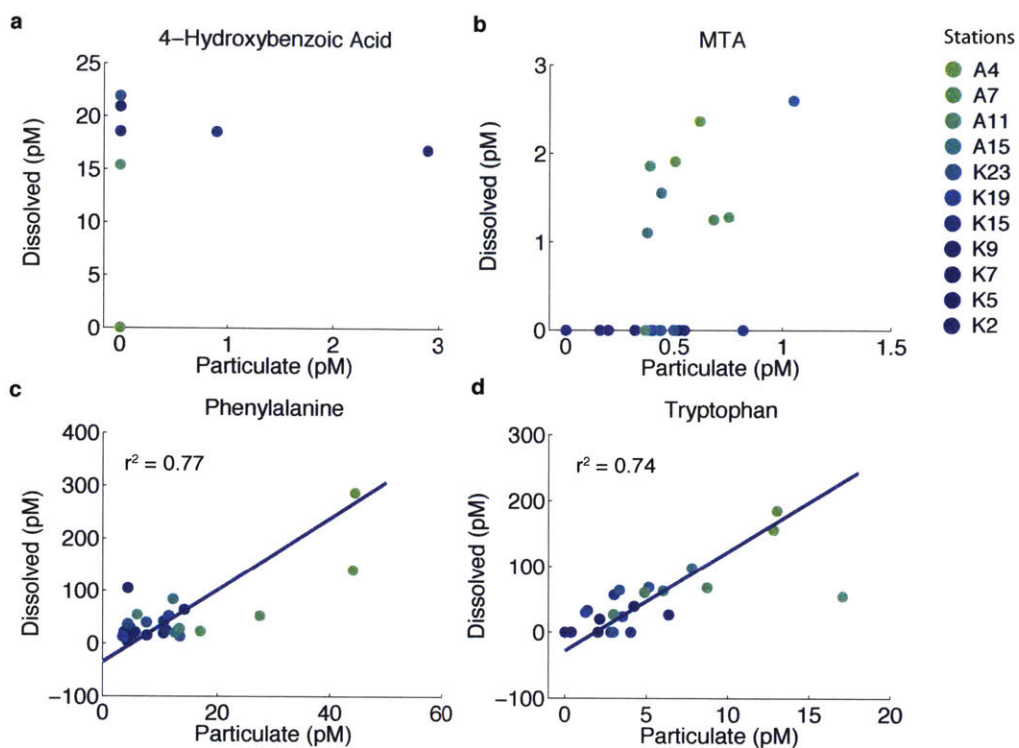 a
4–Hydroxybenzoic Acid
25
20
15
10
5
0
Dissolved (pM)
0
1
2
3
Particulate (pM)
b
MTA
3
2
1
0
Dissolved (pM)
0.5
1
1.5
Particulate (pM)
Stations
A4
A7
A11
A15
K23
K19
K15
K9
K7
K5
K2
c
Phenylalanine
r² = 0.77
400
300
200
100
0
−100
Dissolved (pM)
0
20
40
60
Particulate (pM)
d
Tryptophan
r² = 0.74
300
200
100
0
−100
Dissolved (pM)
0
5
10
15
20
Particulate (pM)